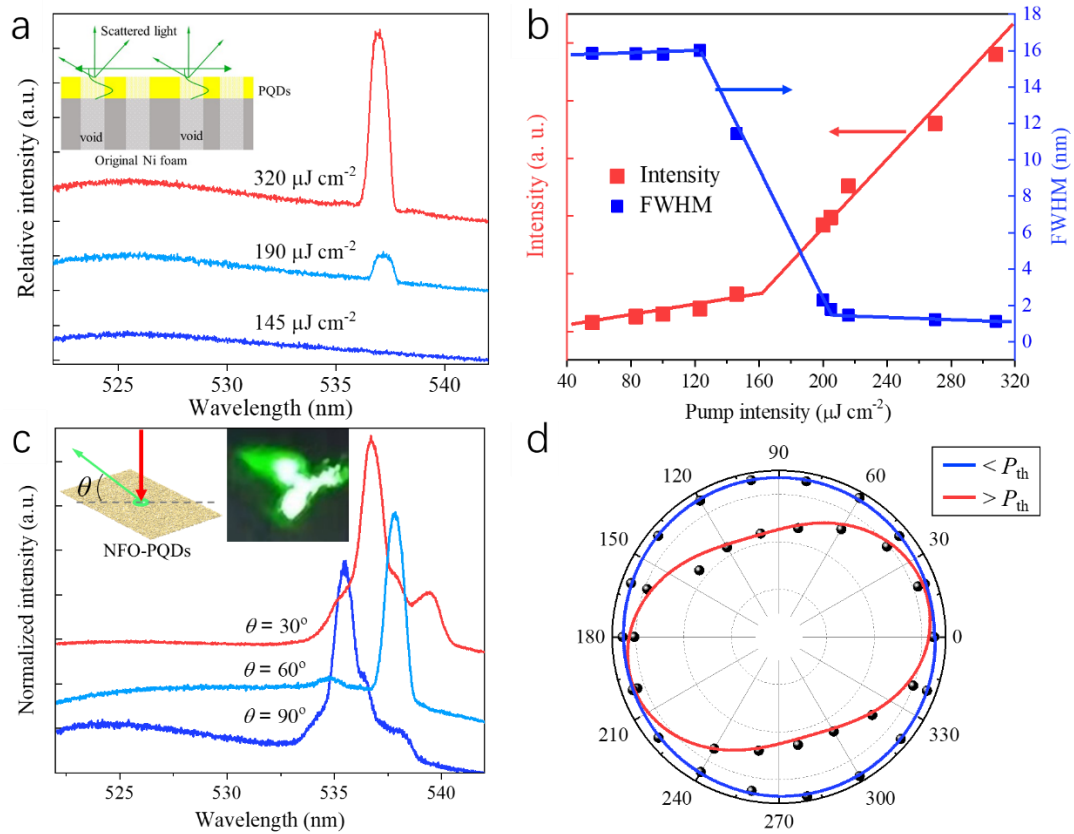 a
Scattered light
PQDs
void
void
Original Ni foam
320 μJ cm⁻²
190 μJ cm⁻²
145 μJ cm⁻²
Relative intensity (a.u.)
525 530 535 540
Wavelength (nm)
b
Intensity
FWHM
Intensity (a. u.)
18
16
14
12
10
8
6
4
2
0
FWHM (nm)
40 80 120 160 200 240 280 320
Pump intensity (μJ cm⁻²)
c
θ
NFO-PQDs
θ = 30°
θ = 60°
θ = 90°
Normalized intensity (a.u.)
525 530 535 540
Wavelength (nm)
d
< Pth
> Pth
0
30
60
90
120
150
180
210
240
270
300
330